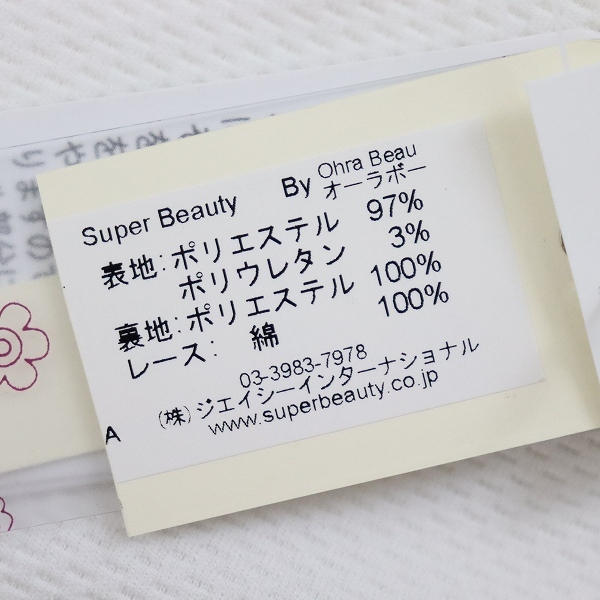 Super Beauty By Ohra Beau
オーラボー
表地:ポリエステル 97%
ポリウレタン 3%
裏地:ポリエステル 100%
レース: 綿 100%
03-3983-7978
(株)ジェイシーインターナショナル
www.superbeauty.co.jp
A